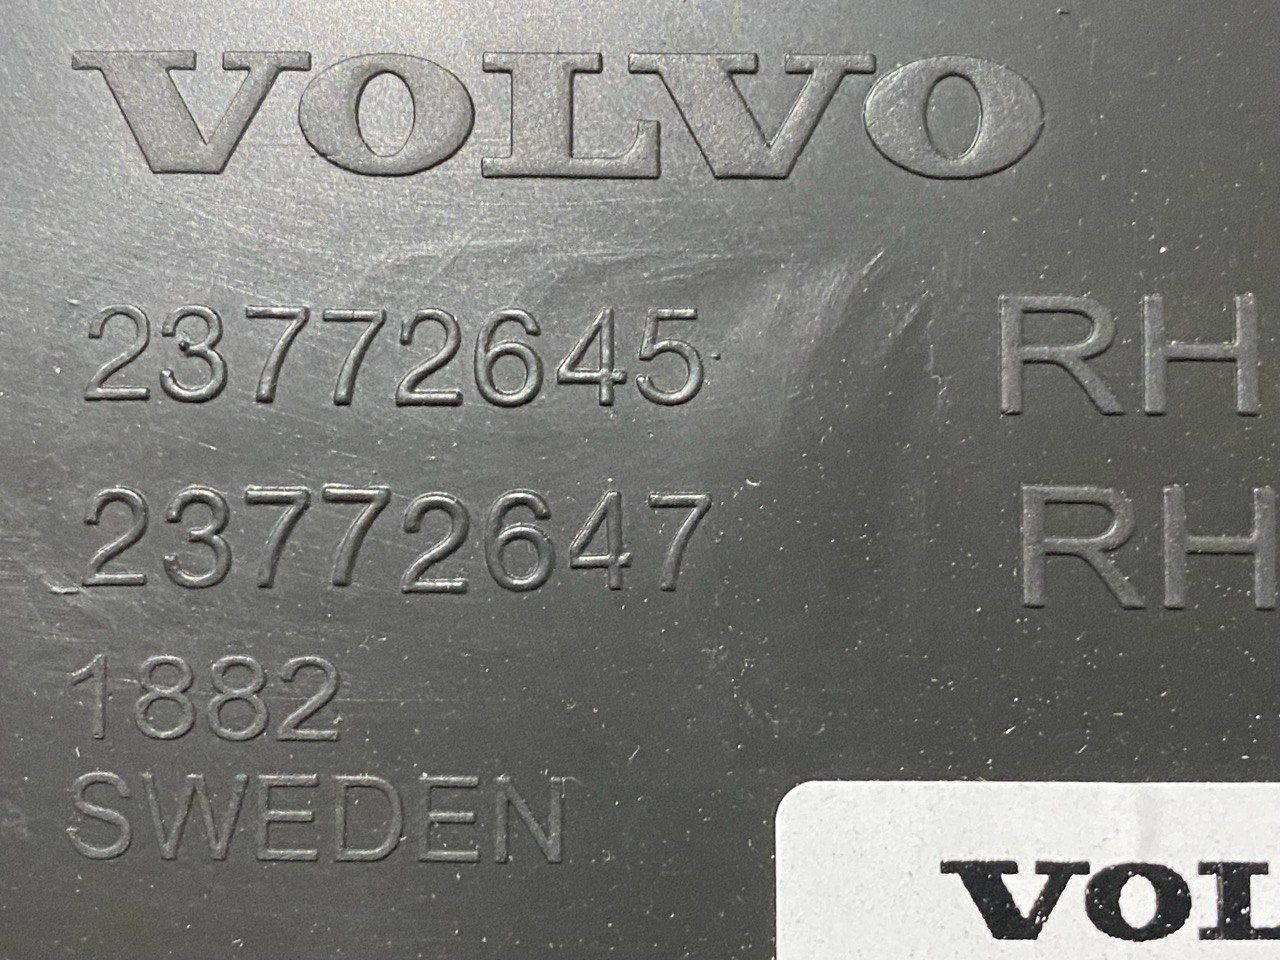 VOLVO
23772645 RH
23772647 RH
1882
SWEDEN
VOL